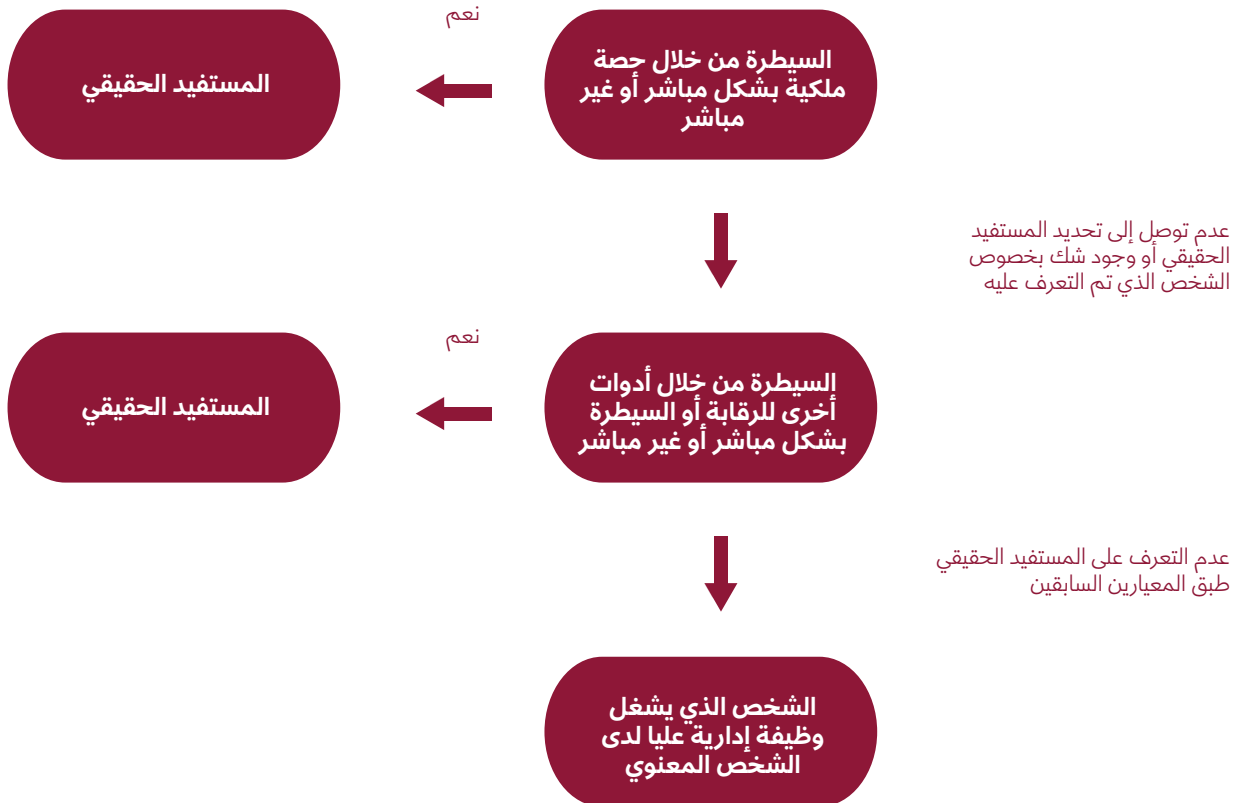 السيطرة من خلال حصة
ملكية بشكل مباشر أو غير
مباشر
نعم
المستفيد الحقيقي
عدم توصل إلى تحديد المستفيد
الحقيقي أو وجود شك بخصوص
الشخص الذي تم التعرف عليه
السيطرة من خلال أدوات
أخرى للرقابة أو السيطرة
بشكل مباشر أو غير مباشر
نعم
المستفيد الحقيقي
عدم التعرف على المستفيد الحقيقي
طبق المعيارين السابقين
الشخص الذي يشغل
وظيفة إدارية عليا لدى
الشخص المعنوي